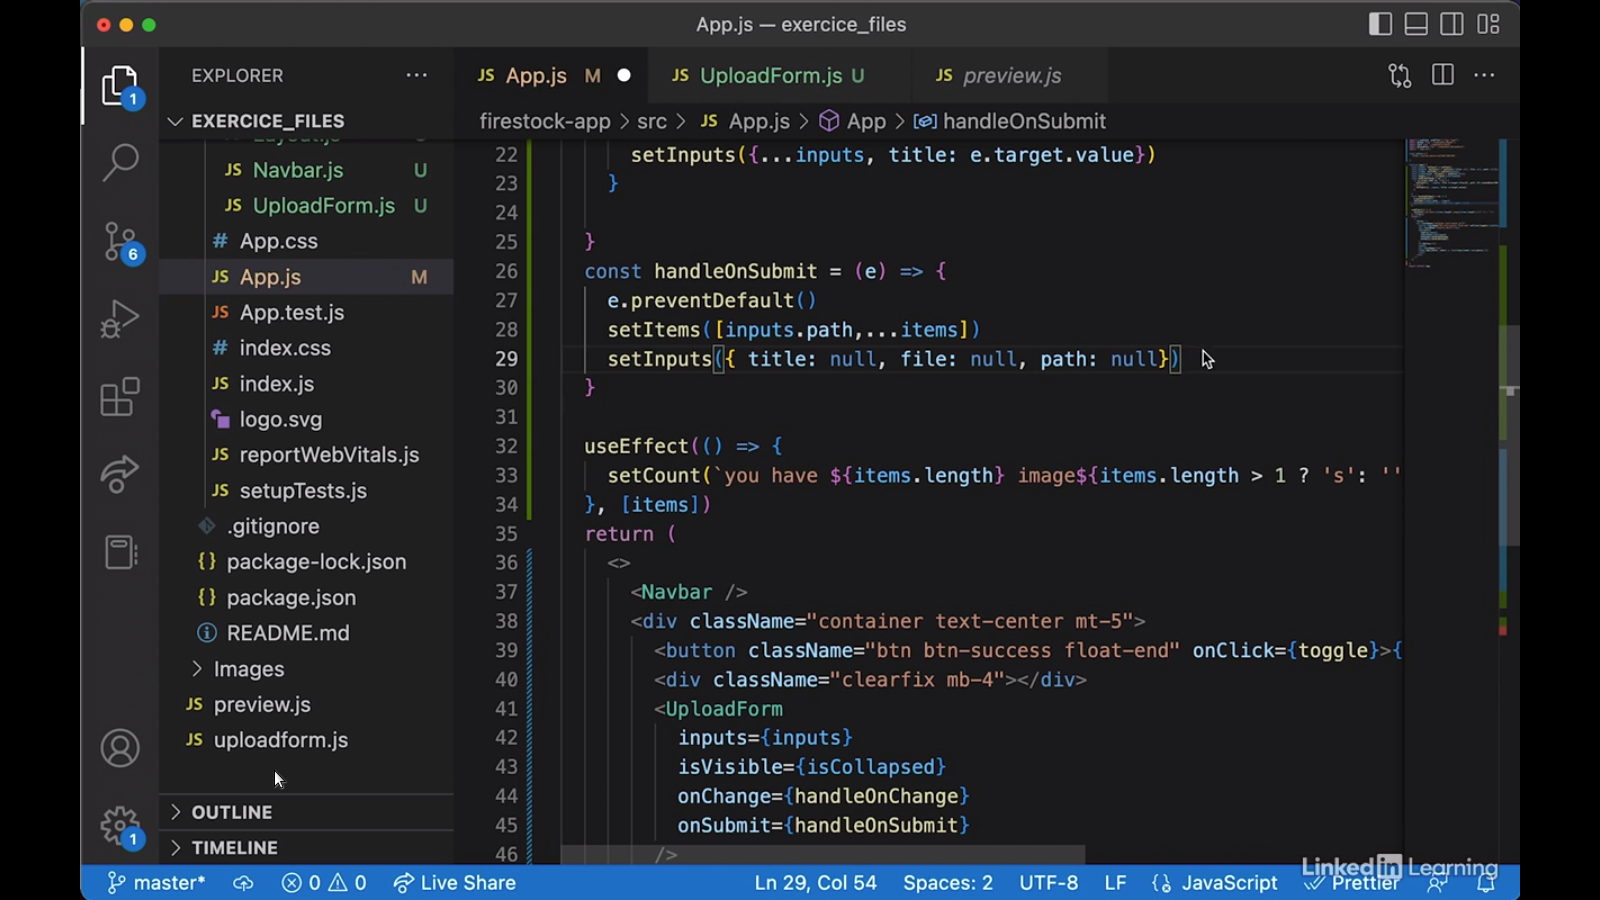 App.js — exercice_files
EXPLORER ···
EXERCICE_FILES
Navbar.js U
UploadForm.js U
# App.css
JS App.js M
JS App.test.js
# index.css
JS index.js
logo.svg
JS reportWebVitals.js
JS setupTests.js
.gitignore
{} package-lock.json
{} package.json
README.md
> Images
JS preview.js
JS uploadform.js
> OUTLINE
> TIMELINE
1
6
1
JS App.js M
JS UploadForm.js U
JS preview.js
firestock-app > src > JS App.js > App > handleOnSubmit
22 setInputs({...inputs, title: e.target.value})
23 }
24
25 }
26 const handleOnSubmit = (e) => {
27 e.preventDefault()
28 setItems([inputs.path,...items])
29 setInputs({ title: null, file: null, path: null})
30 }
31
32 useEffect(() => {
33 setCount(`you have ${items.length} image${items.length > 1 ? 's': ''
34 }, [items])
35 return (
36 <>
37 <Navbar />
38 <div className="container text-center mt-5">
39 <button className="btn btn-success float-end" onClick={toggle}>{
40 <div className="clearfix mb-4"></div>
41 <UploadForm
42 inputs={inputs}
43 isVisible={isCollapsed}
44 onChange={handleOnChange}
45 onSubmit={handleOnSubmit}
46 />
LinkedIn Learning
master* 0 0 Live Share Ln 29, Col 54 Spaces: 2 UTF-8 LF {} JavaScript Prettier